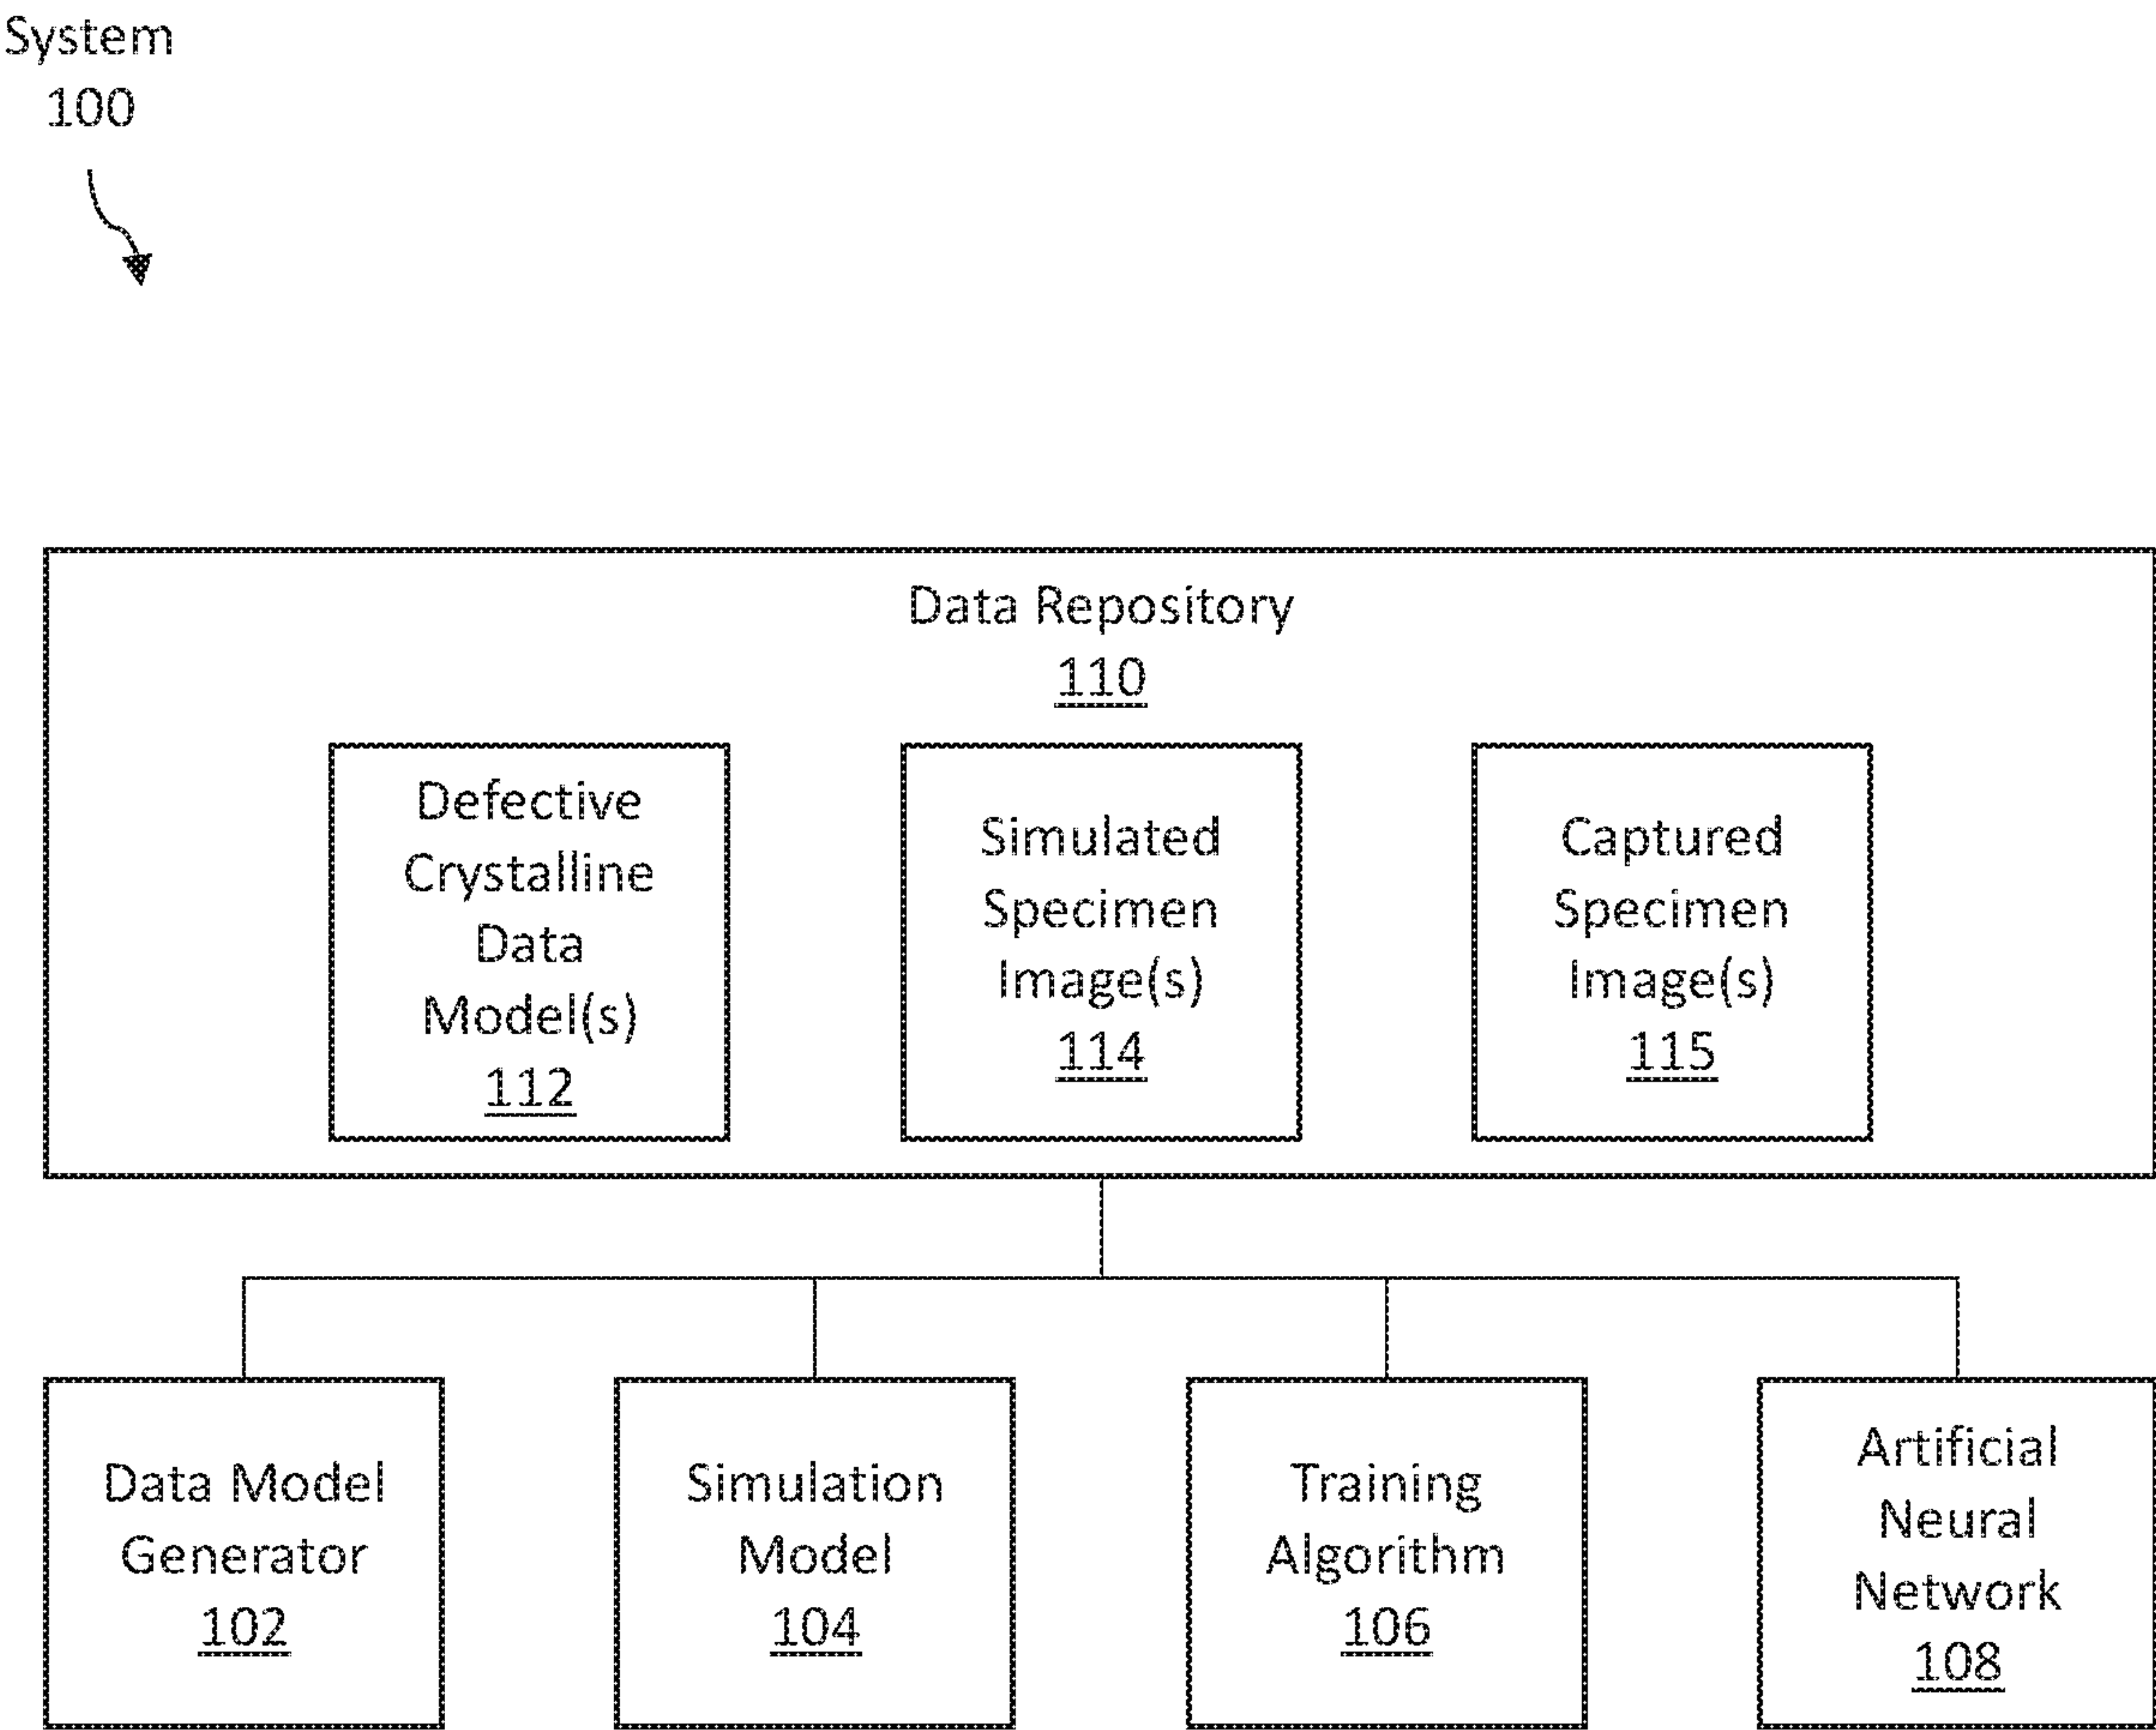 System
100
Data Repository
110
Defective
Crystalline
Data
Model(s)
112
Simulated
Specimen
Image(s)
114
Captured
Specimen
Image(s)
115
Data Model
Generator
102
Simulation
Model
104
Training
Algorithm
106
Artificial
Neural
Network
108